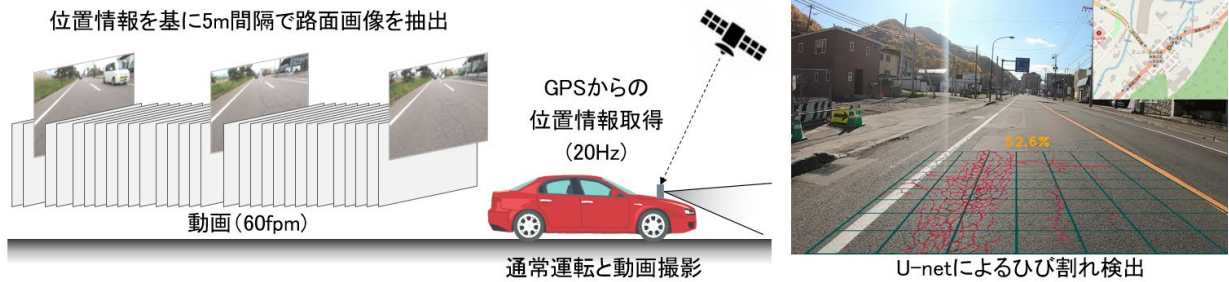 位置情報を基に5m間隔で路面画像を抽出
動画（60fpm）
GPSからの
位置情報取得
（20Hz）
通常運転と動画撮影
52.6%
U-netによるひび割れ検出